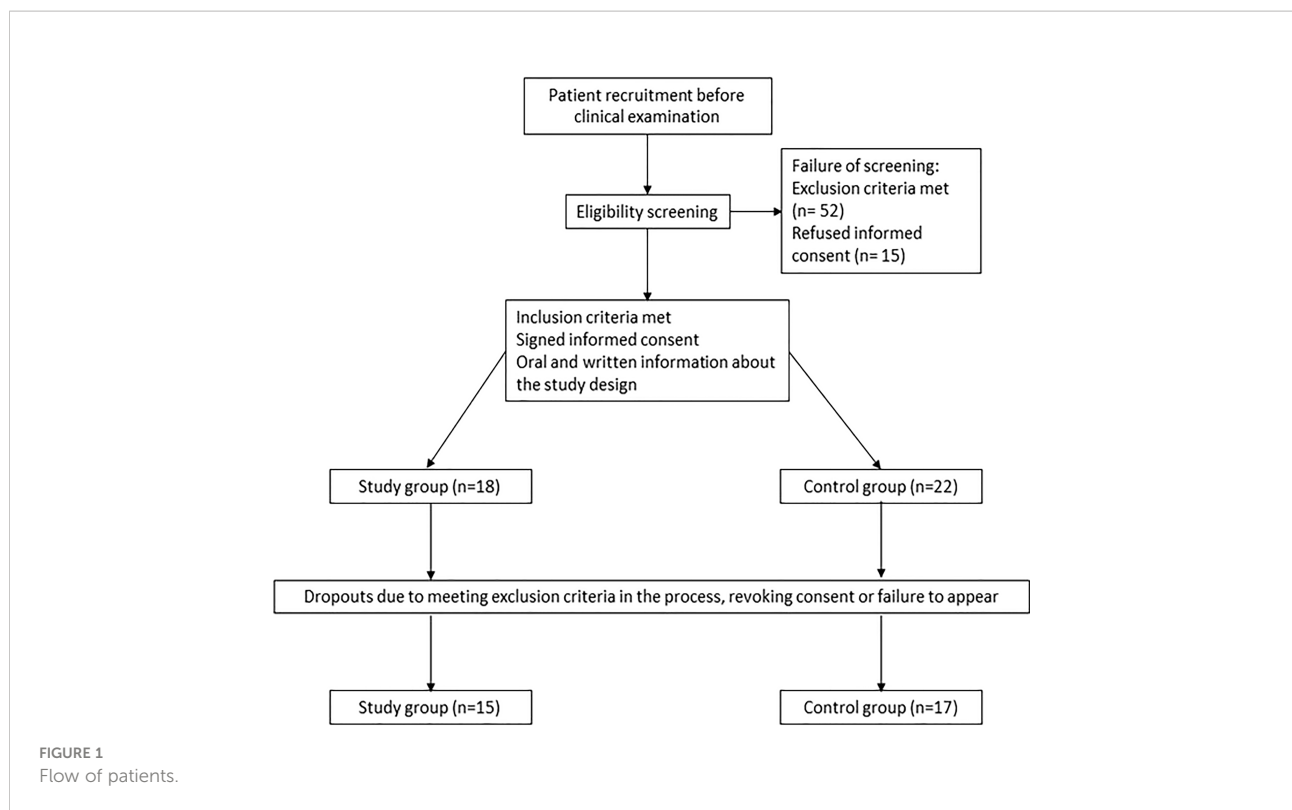 Patient recruitment before
clinical examination
Failure of screening:
Exclusion criteria met
(n= 52)
Refused informed
consent (n= 15)
Eligibility screening
Inclusion criteria met
Signed informed consent
Oral and written information about
the study design
Study group (n=18)
Control group (n=22)
Dropouts due to meeting exclusion criteria in the process, revoking consent or failure to appear
Study group (n=15)
Control group (n=17)
FIGURE 1
Flow of patients.